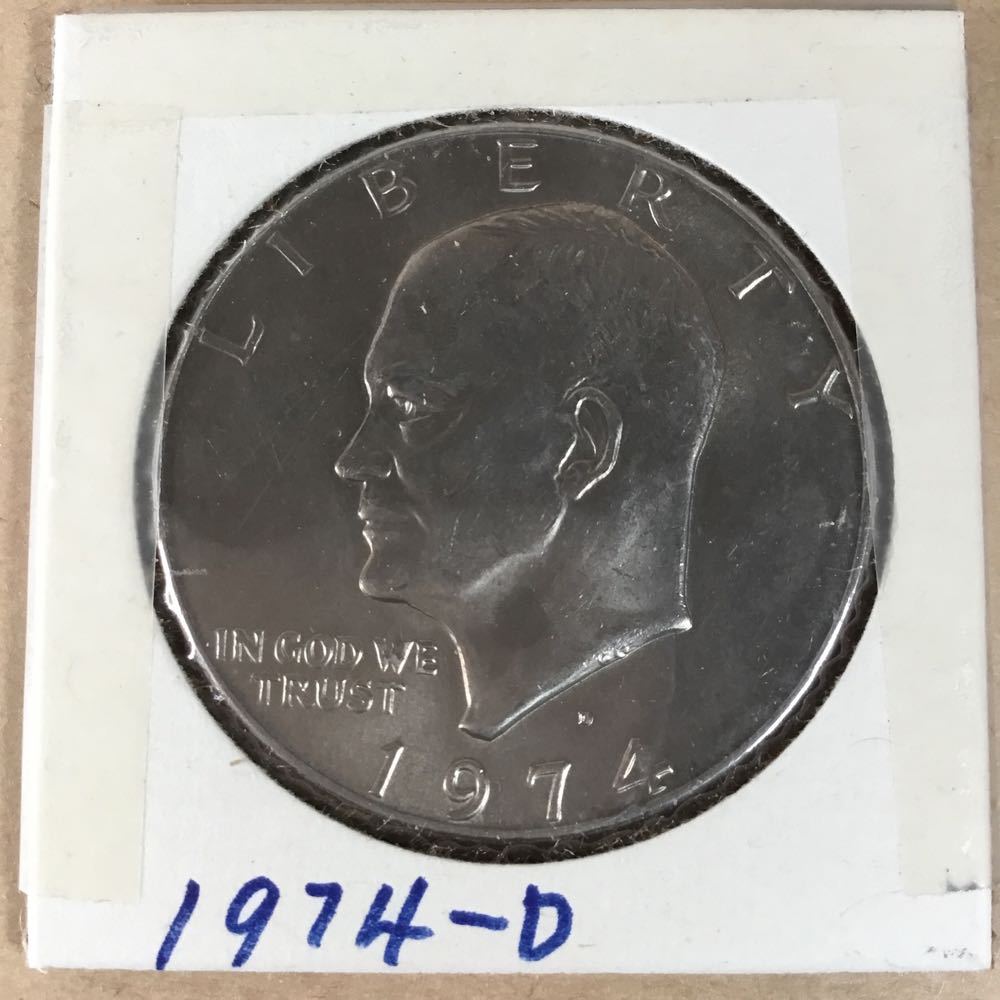 LIBERTY
IN GOD WE
TRUST
D
1974
1974-D